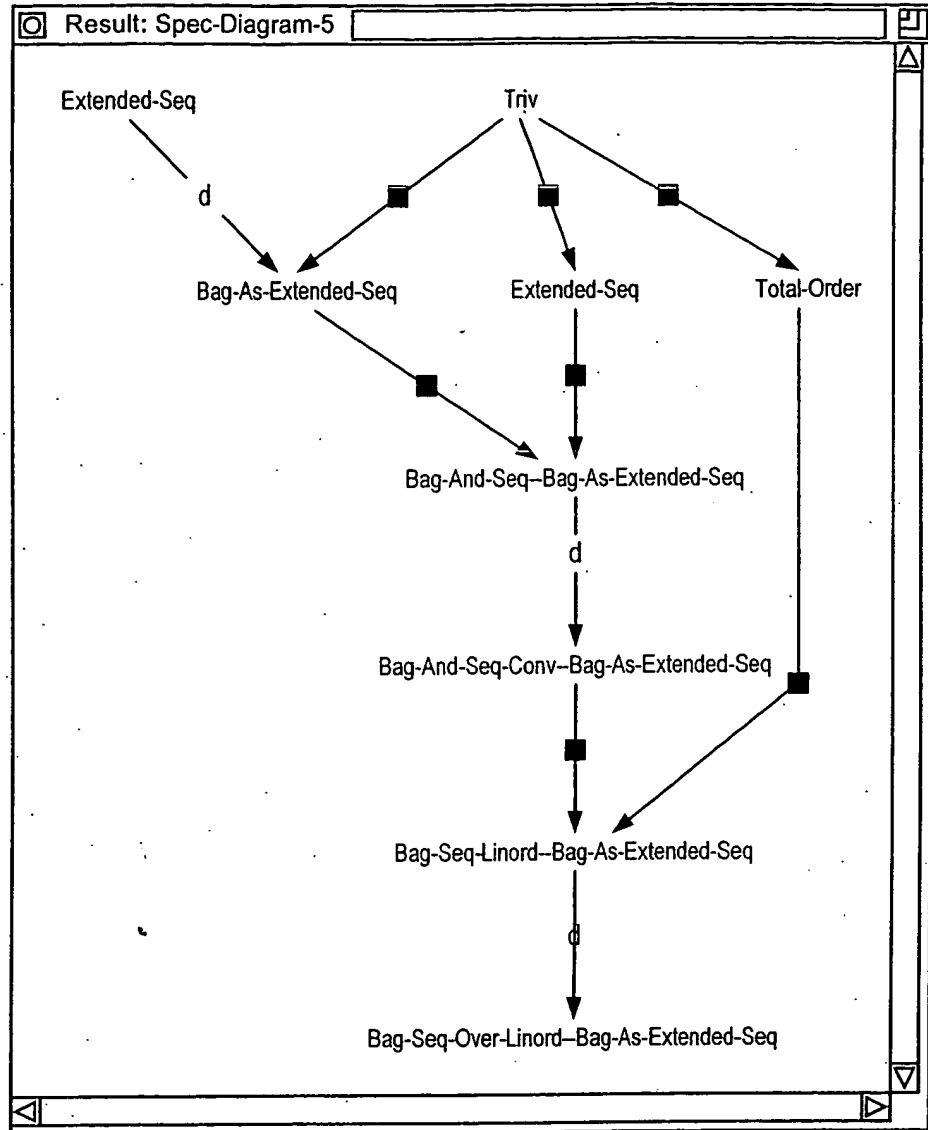 Result: Spec-Diagram-5
Extended-Seq
Triv
d
Bag-As-Extended-Seq
Extended-Seq
Total-Order
Bag-And-Seq--Bag-As-Extended-Seq
d
Bag-And-Seq-Conv--Bag-As-Extended-Seq
Bag-Seq-Linord--Bag-As-Extended-Seq
d
Bag-Seq-Over-Linord--Bag-As-Extended-Seq